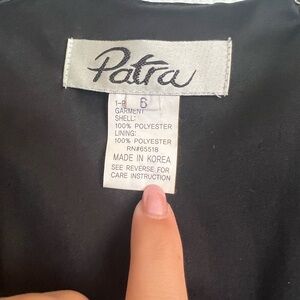 Patra
6
GARMENT
SHELL:
100% POLYESTER
LINING:
100% POLYESTER
RN#65518
MADE IN KOREA
SEE REVERSE FOR
CARE INSTRUCTION